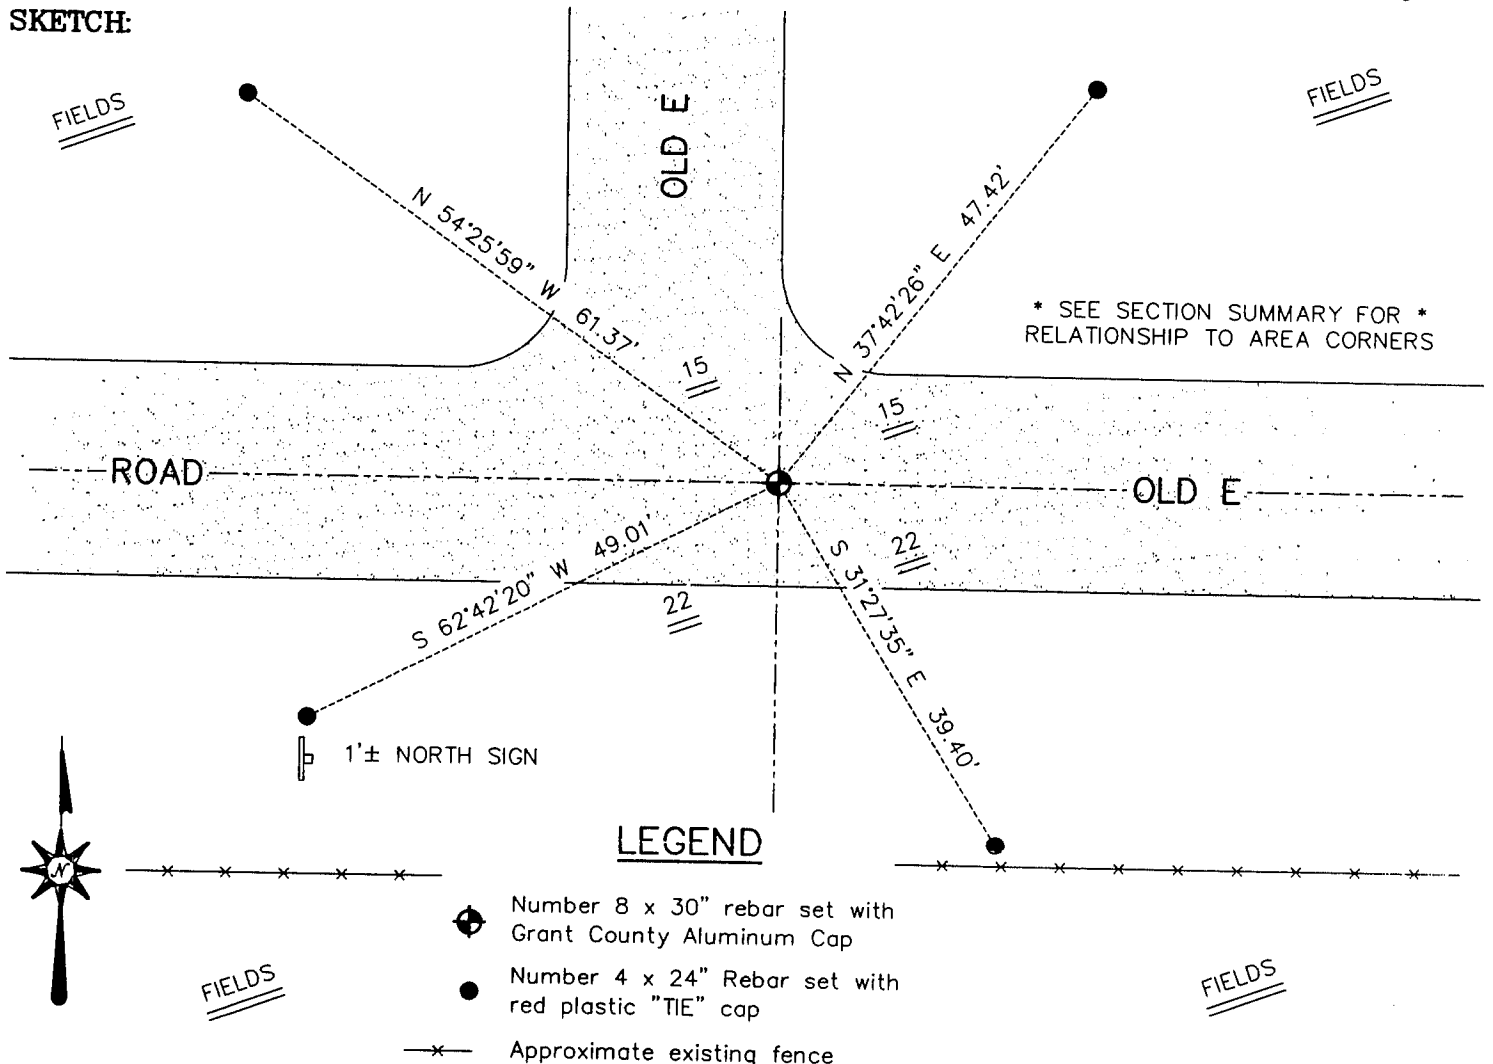 SKETCH:
FIELDS
OLD E
FIELDS
N 54°25'59" W 61.37'
N 37°42'26" E 47.42'
* SEE SECTION SUMMARY FOR *
RELATIONSHIP TO AREA CORNERS
15
15
ROAD
OLD E
S 62°42'20" W 49.01'
22
22
S 31°27'35" E 39.40'
1'± NORTH SIGN
N
LEGEND
Number 8 x 30" rebar set with
Grant County Aluminum Cap
Number 4 x 24" Rebar set with
red plastic "TIE" cap
Approximate existing fence
FIELDS
FIELDS